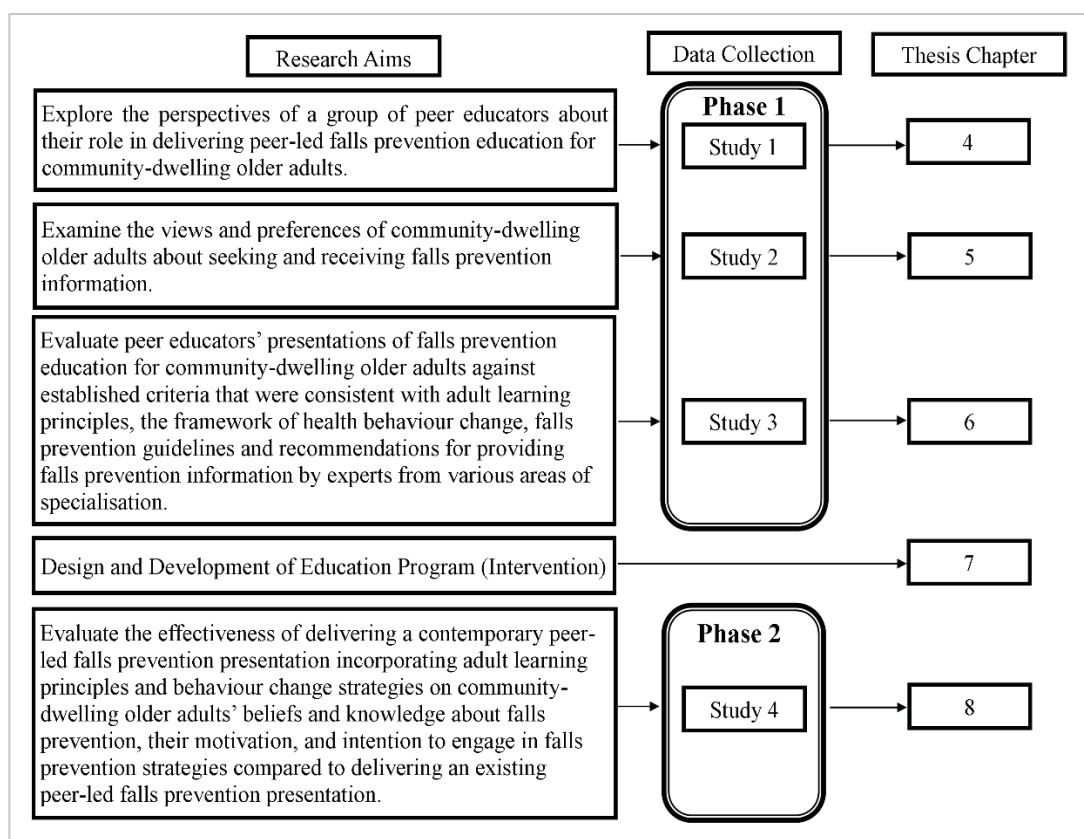 Research Aims
Data Collection
Thesis Chapter
Explore the perspectives of a group of peer educators about
their role in delivering peer-led falls prevention education for
community-dwelling older adults.
Phase 1
Study 1
4
Examine the views and preferences of community-dwelling
older adults about seeking and receiving falls prevention
information.
Study 2
5
Evaluate peer educators’ presentations of falls prevention
education for community-dwelling older adults against
established criteria that were consistent with adult learning
principles, the framework of health behaviour change, falls
prevention guidelines and recommendations for providing
falls prevention information by experts from various areas of
specialisation.
Study 3
6
Design and Development of Education Program (Intervention)
7
Evaluate the effectiveness of delivering a contemporary peer-
led falls prevention presentation incorporating adult learning
principles and behaviour change strategies on community-
dwelling older adults’ beliefs and knowledge about falls
prevention, their motivation, and intention to engage in falls
prevention strategies compared to delivering an existing
peer-led falls prevention presentation.
Phase 2
Study 4
8